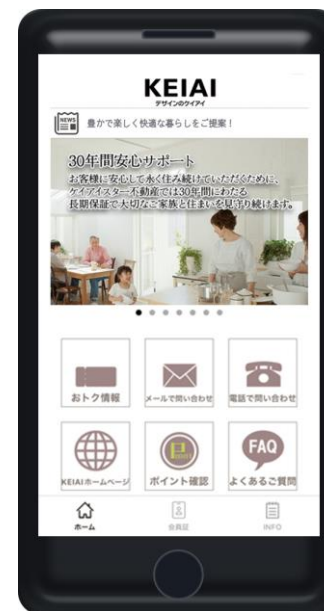 KEIAI
デザインのケイアイ
NEWS
豊かで楽しく快適な暮らしをご提案！
30年間安心サポート
お客様に安心して永く住み続けていただくために、
ケイアイスター不動産では30年間にわたる
長期保証で大切なご家族と住まいを見守り続けます。
おトク情報
メールで問い合わせ
電話で問い合わせ
FAQ
KEIAIホームページ
ポイント確認
よくあるご質問
ホーム
会員証
INFO